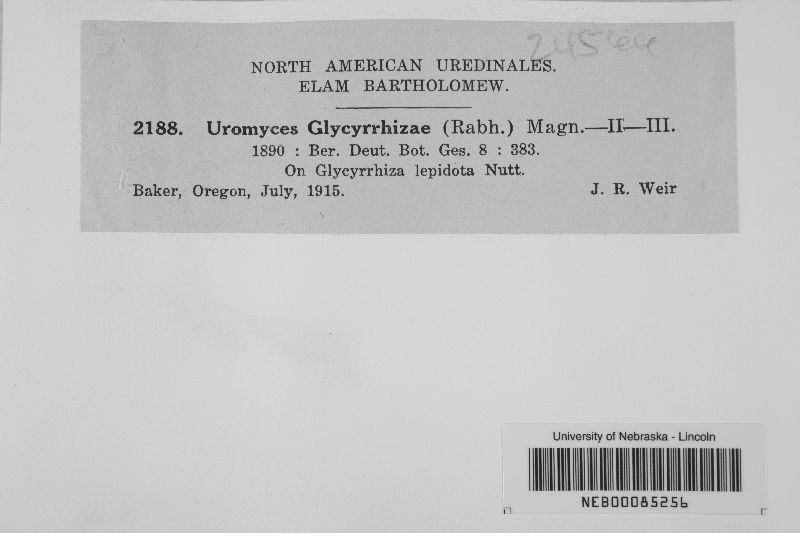 24564
NORTH AMERICAN UREDINALES.
ELAM BARTHOLOMEW.
2188. Uromyces Glycyrrhizae (Rabh.) Magn.—II—III.
1890 : Ber. Deut. Bot. Ges. 8 : 383.
On Glycyrrhiza lepidota Nutt.
Baker, Oregon, July, 1915. J. R. Weir
University of Nebraska - Lincoln
NEB00085256